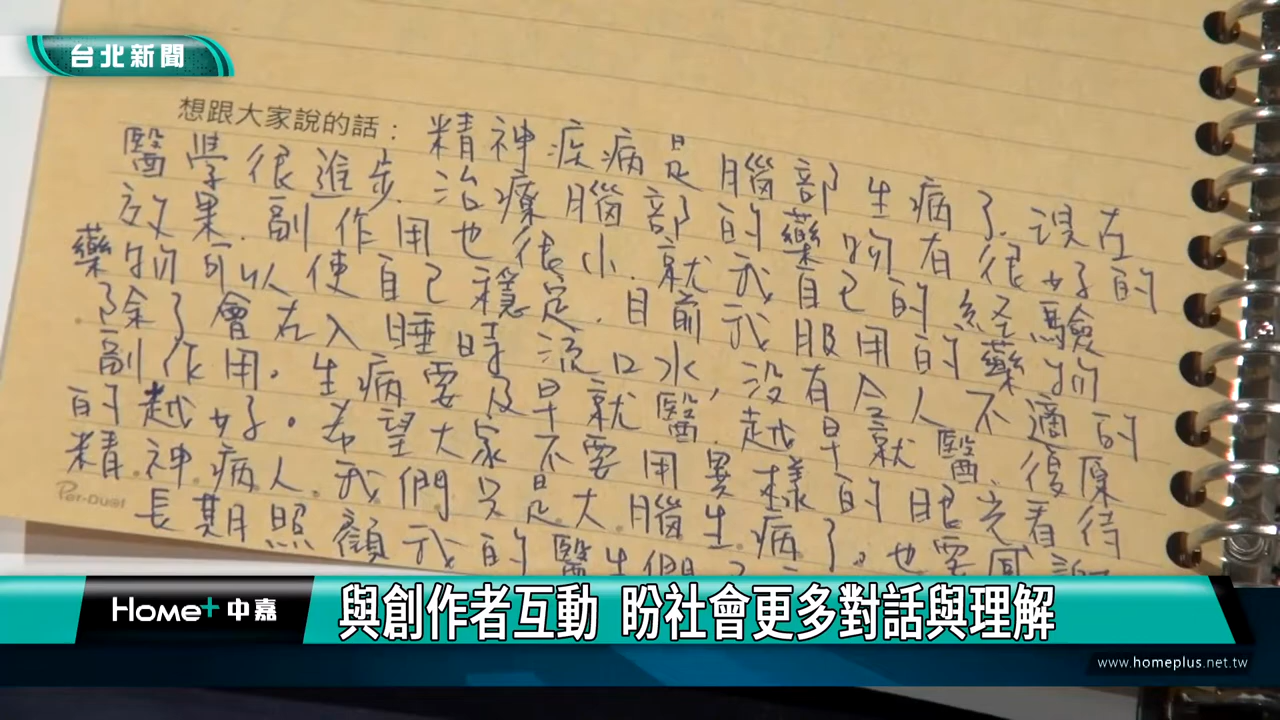 台北新聞
想跟大家說的話：精神疾病是腦部生病了.現在
醫學很進步.治療腦部的藥物有很好的
效果.副作用也很小.就我自己的經驗
藥物可以使自己穩定.目前我服用的藥物
除了會在入睡時流口水,沒有令人不適的
副作用。生病要及早就醫.越早就醫.復原
的越好。希望大家不要用異樣的眼光看待
精神病人.我們只是大腦生病了。也要感謝
長期照顧我的醫生們
Per-Duet
Home+中嘉
與創作者互動 盼社會更多對話與理解
www.homeplus.net.tw